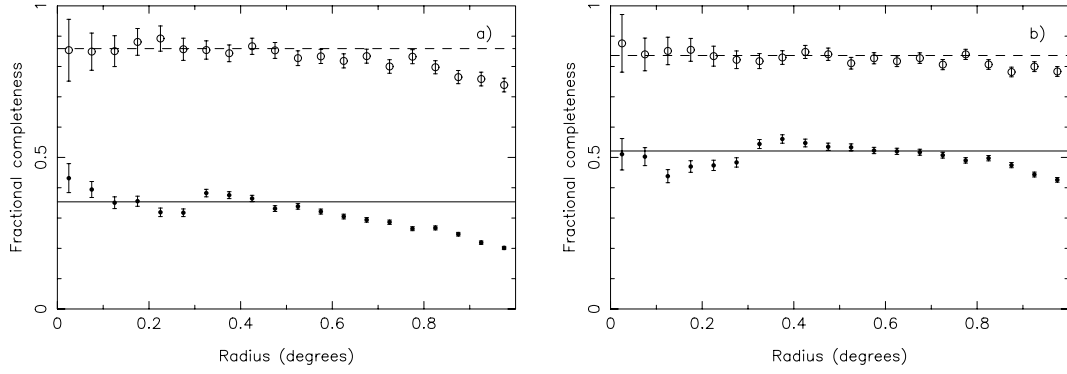 a)
1
0.5
0
Fractional completeness
0 0.2 0.4 0.6 0.8
Radius (degrees)
b)
1
0.5
0
Fractional completeness
0 0.2 0.4 0.6 0.8
Radius (degrees)